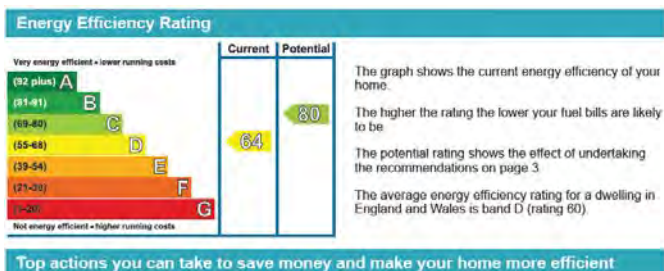 Energy Efficiency Rating
Current Potential
Very energy efficient - lower running costs
(92 plus) A
(81-91) B
(69-80) C
(55-68) D
(39-54) E
(21-38) F
(1-20) G
64
80
Not energy efficient - higher running costs
The graph shows the current energy efficiency of your
home.
The higher the rating the lower your fuel bills are likely
to be
The potential rating shows the effect of undertaking
the recommendations on page 3.
The average energy efficiency rating for a dwelling in
England and Wales is band D (rating 60).
Top actions you can take to save money and make your home more efficient